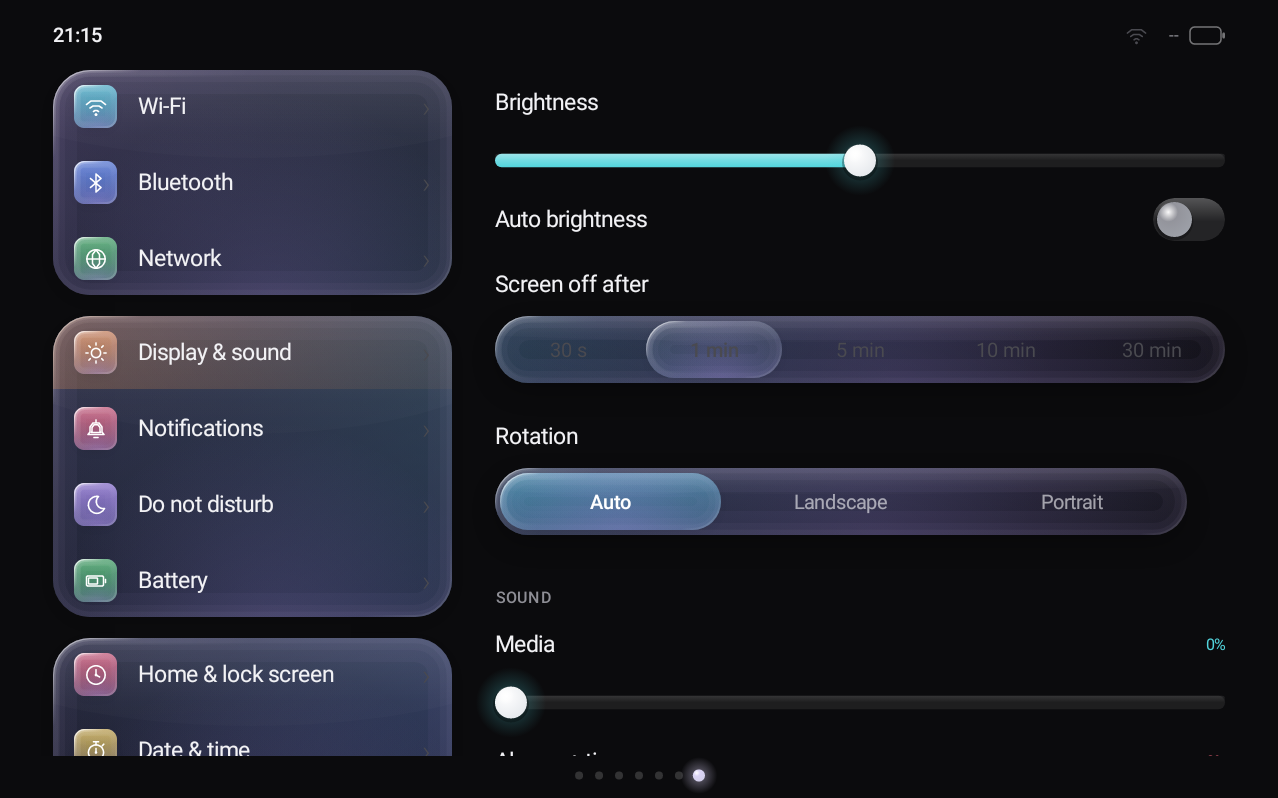 21:15
--
Wi-Fi
Bluetooth
Network
Display & sound
Notifications
Do not disturb
Battery
Home & lock screen
Date & time
Brightness
Auto brightness
Screen off after
30 s
1 min
5 min
10 min
30 min
Rotation
Auto
Landscape
Portrait
SOUND
Media
0%